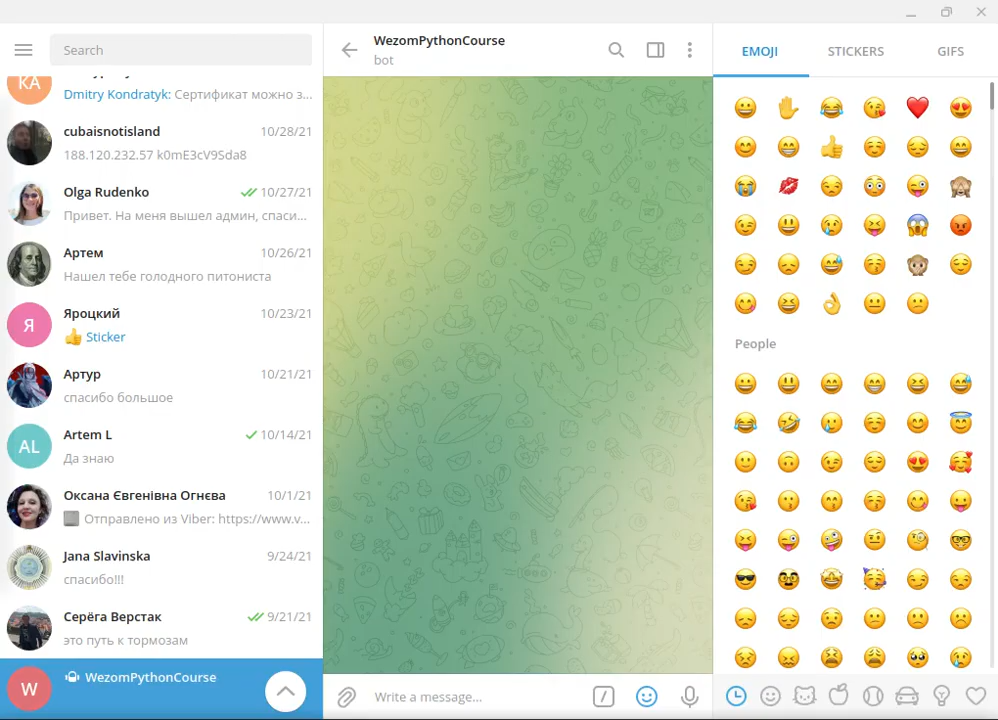 Search
WezomPythonCourse
bot
EMOJI
STICKERS
GIFS
KA
Dmitry Kondratyk: Сертификат можно з...
cubaisnotisland 10/28/21
188.120.232.57 k0mE3cV9Sda8
Olga Rudenko 10/27/21
Привет. На меня вышел админ, спаси...
Артем 10/26/21
Нашел тебе голодного питониста
Я
Яроцкий 10/23/21
Sticker
Артур 10/21/21
спасибо большое
AL
Artem L 10/14/21
Да знаю
Оксана Євгенівна Огнєва 10/1/21
Отправлено из Viber: https://www.v...
Jana Slavinska 9/24/21
спасибо!!!
Серёга Верстак 9/21/21
это путь к тормозам
W
WezomPythonCourse
Write a message...
People